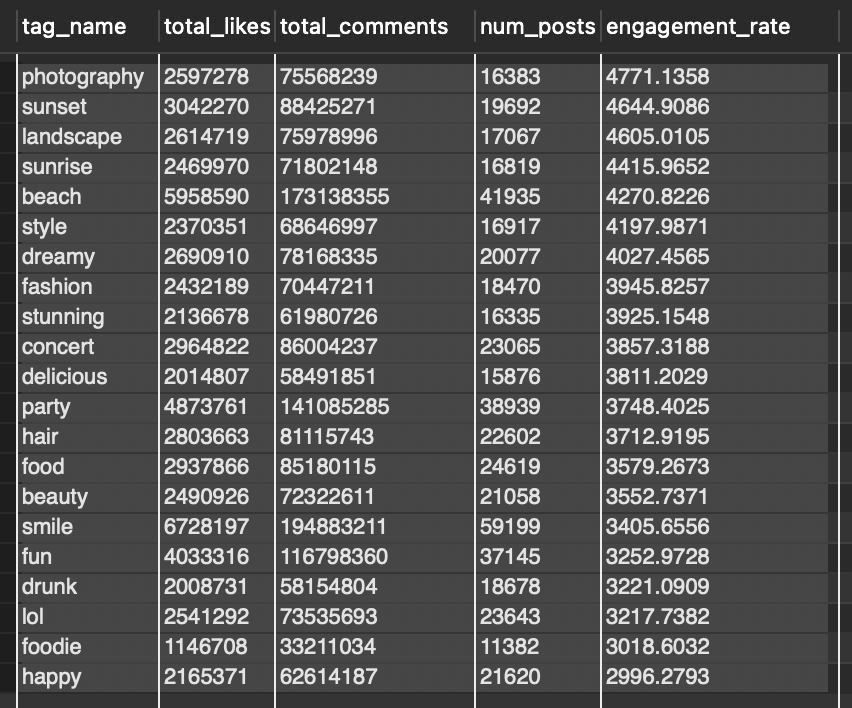 tag_name total_likes total_comments num_posts engagement_rate
photography 2597278 75568239 16383 4771.1358
sunset 3042270 88425271 19692 4644.9086
landscape 2614719 75978996 17067 4605.0105
sunrise 2469970 71802148 16819 4415.9652
beach 5958590 173138355 41935 4270.8226
style 2370351 68646997 16917 4197.9871
dreamy 2690910 78168335 20077 4027.4565
fashion 2432189 70447211 18470 3945.8257
stunning 2136678 61980726 16335 3925.1548
concert 2964822 86004237 23065 3857.3188
delicious 2014807 58491851 15876 3811.2029
party 4873761 141085285 38939 3748.4025
hair 2803663 81115743 22602 3712.9195
food 2937866 85180115 24619 3579.2673
beauty 2490926 72322611 21058 3552.7371
smile 6728197 194883211 59199 3405.6556
fun 4033316 116798360 37145 3252.9728
drunk 2008731 58154804 18678 3221.0909
lol 2541292 73535693 23643 3217.7382
foodie 1146708 33211034 11382 3018.6032
happy 2165371 62614187 21620 2996.2793